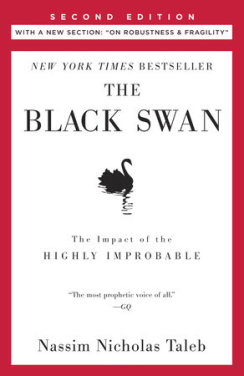 SECOND EDITION
WITH A NEW SECTION: "ON ROBUSTNESS & FRAGILITY"
NEW YORK TIMES BESTSELLER
THE
BLACK SWAN
The Impact of the
HIGHLY IMPROBABLE
"The most prophetic voice of all."
—GQ
Nassim Nicholas Taleb